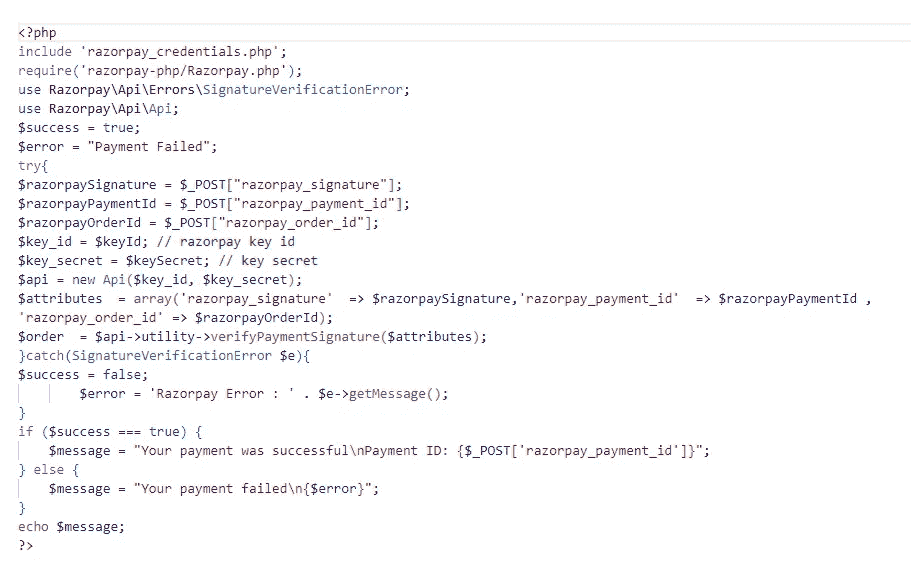 <?php
include 'razorpay_credentials.php';
require('razorpay-php/Razorpay.php');
use Razorpay\Api\Errors\SignatureVerificationError;
use Razorpay\Api\Api;
$success = true;
$error = "Payment Failed";
try{
$razorpaySignature = $_POST["razorpay_signature"];
$razorpayPaymentId = $_POST["razorpay_payment_id"];
$razorpayOrderId = $_POST["razorpay_order_id"];
$key_id = $keyId; // razorpay key id
$key_secret = $keySecret; // key secret
$api = new Api($key_id, $key_secret);
$attributes  = array('razorpay_signature'  => $razorpaySignature,'razorpay_payment_id'  => $razorpayPaymentId ,
'razorpay_order_id' => $razorpayOrderId);
$order  = $api->utility->verifyPaymentSignature($attributes);
}catch(SignatureVerificationError $e){
$success = false;
        $error = 'Razorpay Error : ' . $e->getMessage();
}
if ($success === true) {
    $message = "Your payment was successful\nPayment ID: {$_POST['razorpay_payment_id']}";
} else {
    $message = "Your payment failed\n{$error}";
}
echo $message;
?>